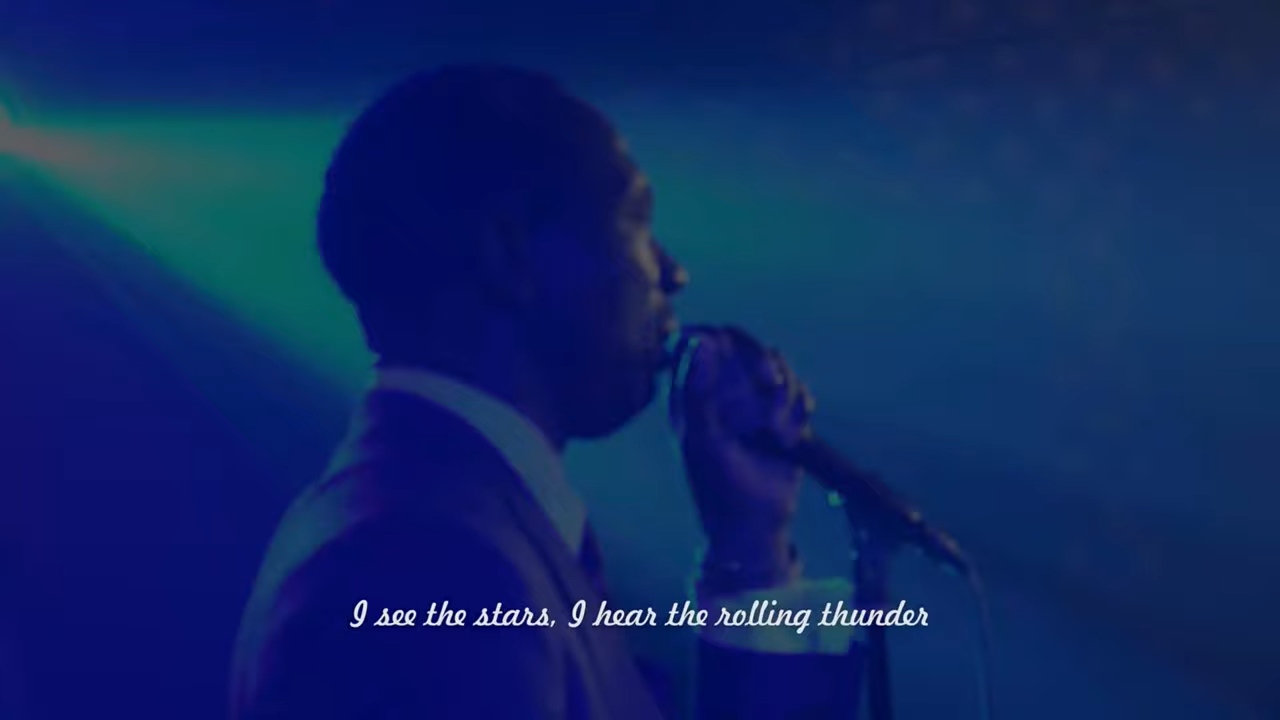 I see the stars, I hear the rolling thunder